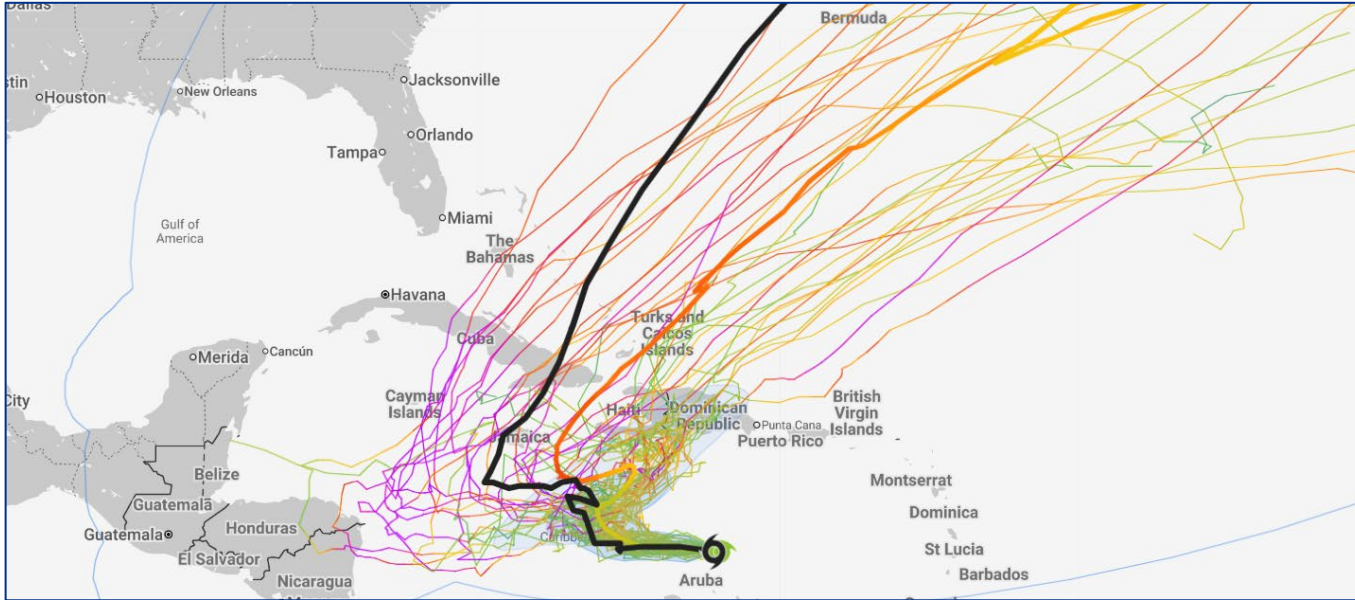 Dallas
Bermuda
Jacksonville
Houston
New Orleans
Orlando
Tampa
Miami
Gulf of
America
The
Bahamas
Havana
Turks and
Caicos
Islands
Cuba
Merida
Cancún
Cayman
Islands
City
Haiti
Dominican
Republic
British
Virgin
Islands
Punta Cana
Puerto Rico
Jamaica
Belize
Montserrat
Guatemala
Dominica
Honduras
Guatemala
El Salvador
St Lucia
Aruba
Barbados
Nicaragua